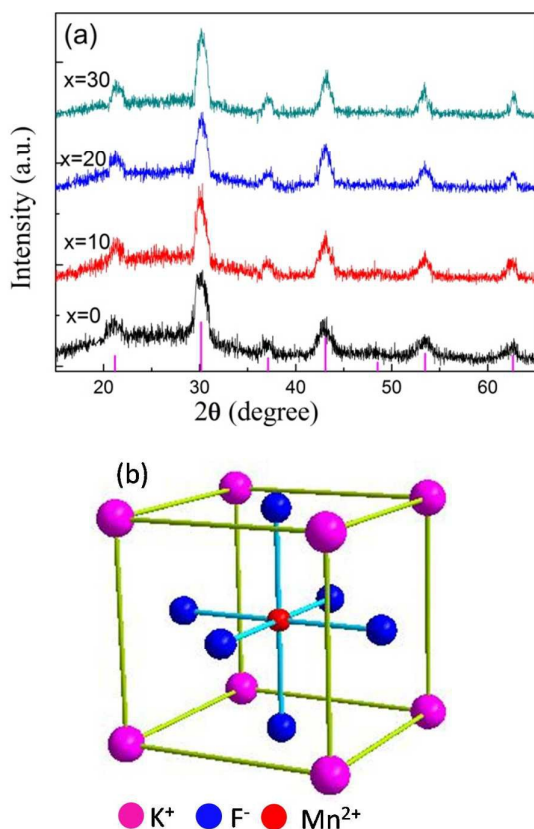 (a)
x=30
x=20
x=10
x=0
Intensity (a.u.)
20 30 40 50 60
2θ (degree)
(b)
K⁺ F⁻ Mn²⁺